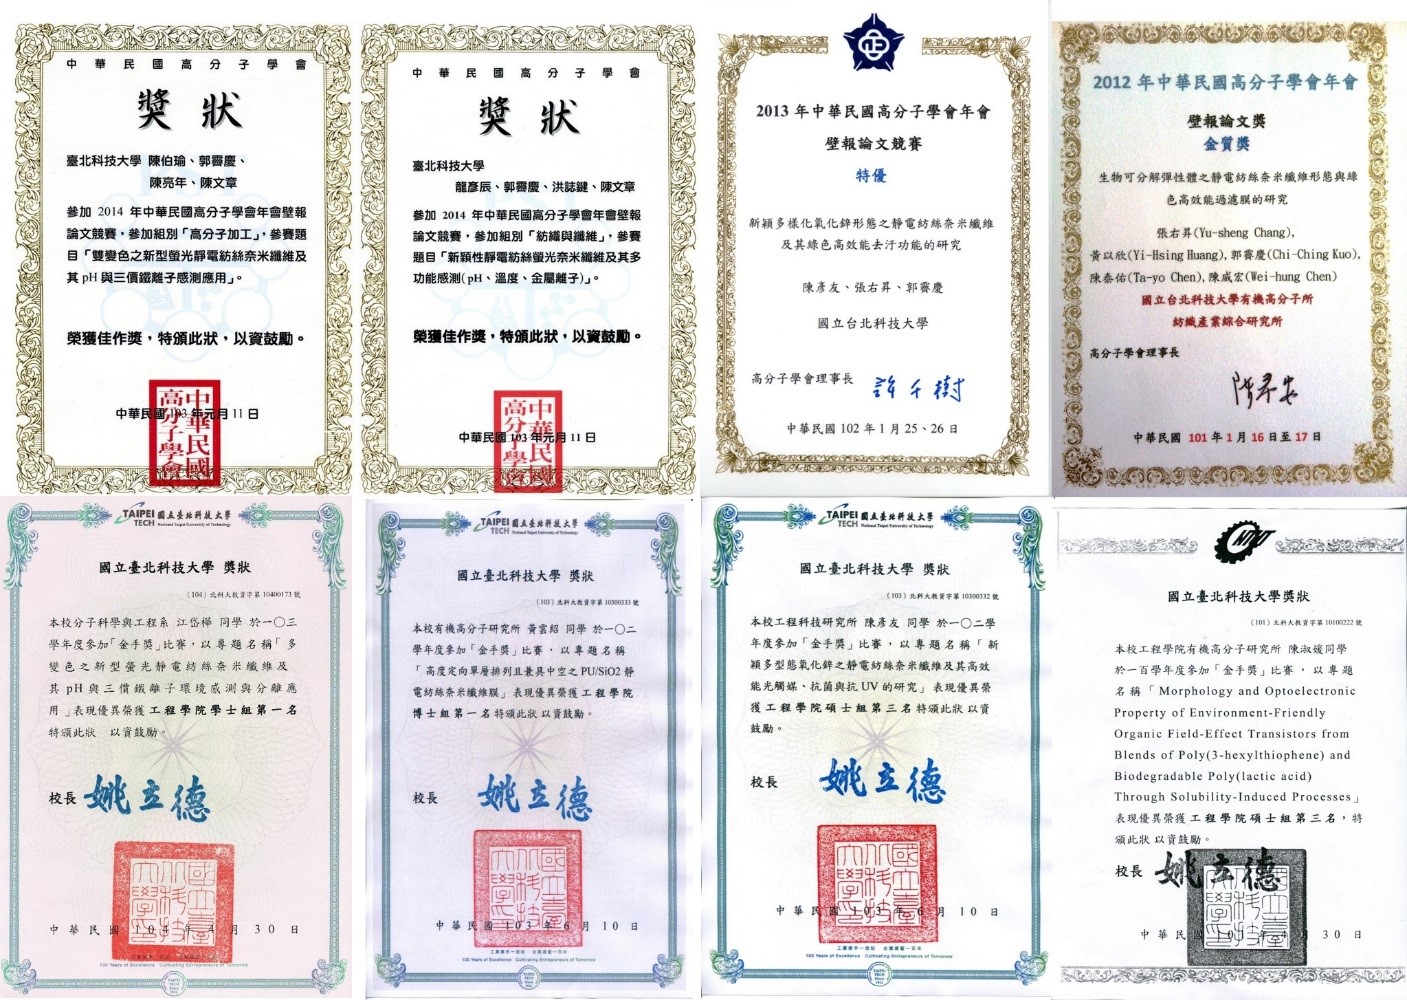 中華民國高分子學會
獎狀
臺北科技大學 陳伯瑜、郭霽慶、
陳亮年、陳文章
參加 2014 年中華民國高分子學會年會壁報
論文競賽，參加組別「高分子加工」，參賽題
目「雙變色之新型螢光靜電紡絲奈米纖維及
其 pH 與三價鐵離子感測應用」。
榮獲佳作獎，特頒此狀，以資鼓勵。
中華民國 103 年元月 11 日
中華民國
高分子學會
中華民國高分子學會
獎狀
臺北科技大學
龍彥辰、郭霽慶、洪誌鍵、陳文章
參加 2014 年中華民國高分子學會年會壁報
論文競賽，參加組別「紡織與纖維」，參賽
題目「新穎性靜電紡絲螢光奈米纖維及其多
功能感測(pH、溫度、金屬離子)」。
榮獲佳作獎，特頒此狀，以資鼓勵。
中華民國 103 年元月 11 日
中華民國
高分子學
2013 年中華民國高分子學會年會
壁報論文競賽
特優
新穎多樣化氧化鋅形態之靜電紡絲奈米纖維
及其綠色高效能去汙功能的研究
陳彥友、張右昇、郭霽慶
國立台北科技大學
高分子學會理事長 許千樹
中華民國 102 年 1 月 25、26 日
2012 年中華民國高分子學會年會
壁報論文獎
金質獎
生物可分解彈性體之靜電紡絲奈米纖維形態與綠
色高效能過濾膜的研究
張右昇(Yu-sheng Chang),
黃以欣(Yi-Hsing Huang),郭霽慶(Chi-Ching Kuo),
陳泰佑(Ta-yo Chen),陳威宏(Wei-hung Chen)
國立台北科技大學有機高分子所
紡織產業綜合研究所
高分子學會理事長
中華民國 101 年 1 月 16 日至 17 日
TAIPEI TECH 國立臺北科技大學
National Taipei University of Technology
國立臺北科技大學 獎狀
（104）北科大教資字第 10400173 號
本校分子科學與工程系 江岱樺 同學 於一〇三
學年度參加「金手獎」比賽，以專題名稱「多
變色之新型螢光靜電紡絲奈米纖維及
其 pH 與三價鐵離子環境感測與分離應
用」表現優異榮獲工程學院學士組第一名
特頒此狀 以資鼓勵。
校長 姚立德
中華民國 104 年 4 月 30 日
100 Years of Excellence Cultivating Entrepreneurs of Tomorrow
TAIPEI TECH 國立臺北科技大學
National Taipei University of Technology
國立臺北科技大學 獎狀
（103）北科大教資字第 10300333 號
本校有機高分子研究所 黃雲紹 同學 於一〇二
學年度參加「金手獎」比賽，以專題名稱
「高度定向單層排列且兼具中空之 PU/SiO2 靜
電紡絲奈米纖維膜」表現優異榮獲工程學院
博士組第一名特頒此狀 以資鼓勵。
校長 姚立德
中華民國 103 年 6 月 10 日
工業推手一世紀 企業搖籃一百年
100 Years of Excellence Cultivating Entrepreneurs of Tomorrow
TAIPEI TECH 國立臺北科技大學
National Taipei University of Technology
國立臺北科技大學 獎狀
（103）北科大教資字第 10300332 號
本校工程科技研究所 陳彥友 同學 於一〇二學
年度參加「金手獎」比賽，以專題名稱「新
穎多型態氧化鋅之靜電紡絲奈米纖維及其高效
能光觸媒、抗菌與抗 UV 的研究」表現優異榮
獲工程學院碩士組第三名特頒此狀 以資
鼓勵。
校長 姚立德
中華民國 103 年 6 月 10 日
工業推手一世紀 企業搖籃一百年
100 Years of Excellence Cultivating Entrepreneurs of Tomorrow
國立臺北科技大學獎狀
（101）北科大教資字第 10100222 號
本校工程學院有機高分子研究所 陳淑媛同學
於一百學年度參加「金手獎」比賽，以專題
名稱「Morphology and Optoelectronic
Property of Environment-Friendly
Organic Field-Effect Transistors from
Blends of Poly(3-hexylthiophene) and
Biodegradable Poly(lactic acid)
Through Solubility-Induced Processes」
表現優異榮獲工程學院碩士組第三名，特
頒此狀 以資鼓勵。
校長 姚立德
中華民國 年 4 月 30 日